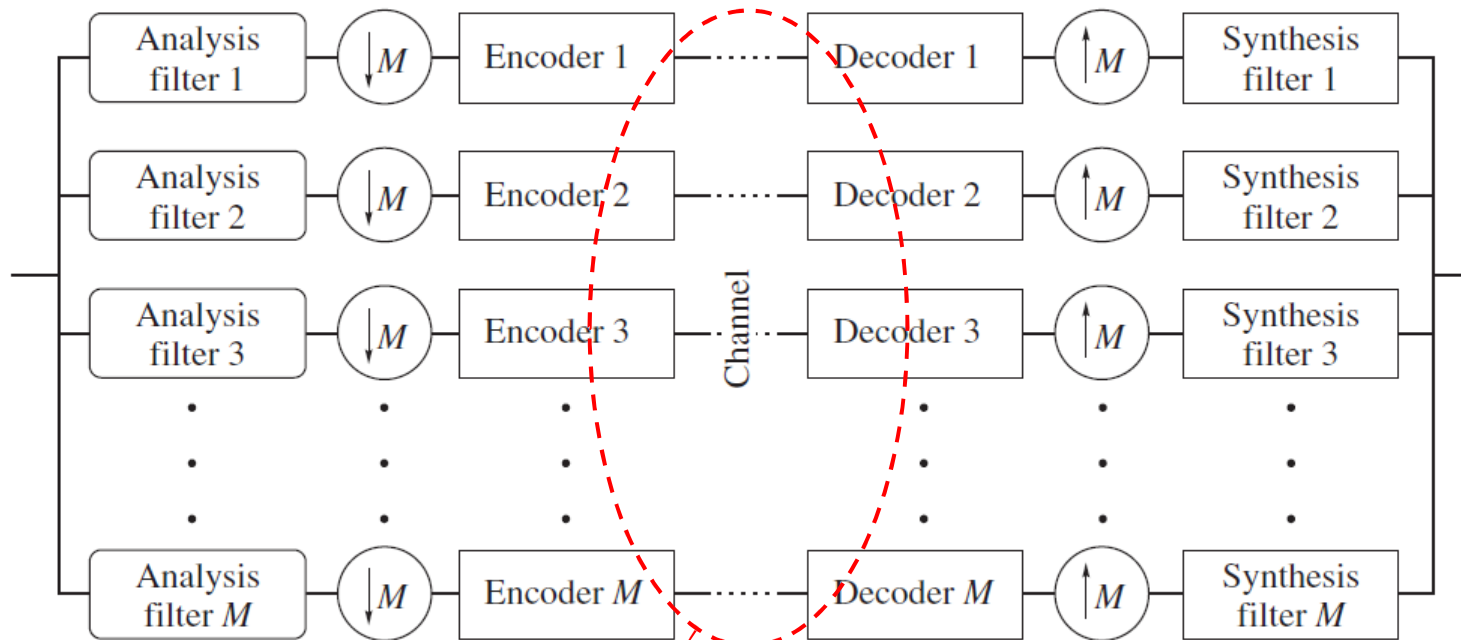 Analysis
filter 1
↓M
Encoder 1
Decoder 1
↑M
Synthesis
filter 1
Analysis
filter 2
↓M
Encoder 2
Decoder 2
↑M
Synthesis
filter 2
Analysis
filter 3
↓M
Encoder 3
Channel
Decoder 3
↑M
Synthesis
filter 3
Analysis
filter M
↓M
Encoder M
Decoder M
↑M
Synthesis
filter M